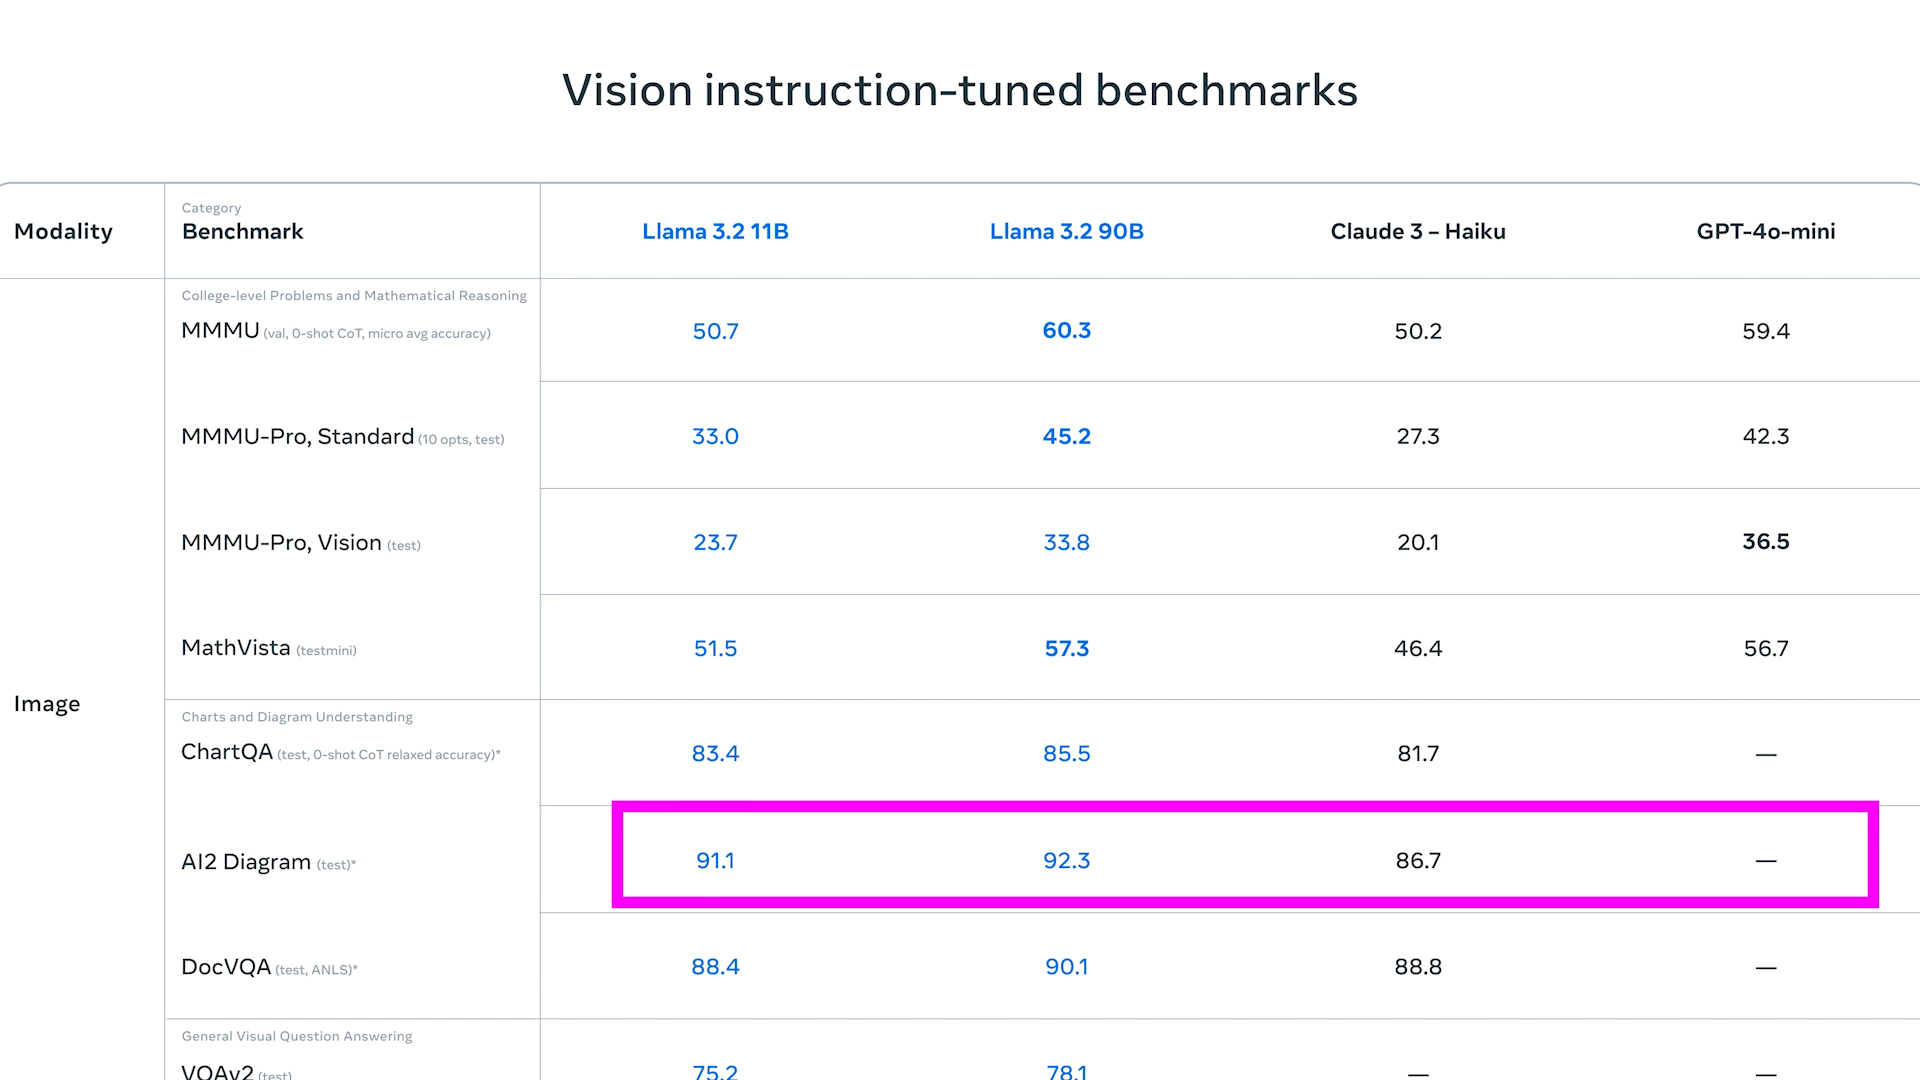 Vision instruction-tuned benchmarks
Modality
Category
Benchmark
Llama 3.2 11B
Llama 3.2 90B
Claude 3 – Haiku
GPT-4o-mini
Image
College-level Problems and Mathematical Reasoning
MMMU (val, 0-shot CoT, micro avg accuracy) 50.7 60.3 50.2 59.4
MMMU-Pro, Standard (10 opts, test) 33.0 45.2 27.3 42.3
MMMU-Pro, Vision (test) 23.7 33.8 20.1 36.5
MathVista (testmini) 51.5 57.3 46.4 56.7
Charts and Diagram Understanding
ChartQA (test, 0-shot CoT relaxed accuracy)* 83.4 85.5 81.7 —
AI2 Diagram (test)* 91.1 92.3 86.7 —
DocVQA (test, ANLS)* 88.4 90.1 88.8 —
General Visual Question Answering
VQAv2 (test) 75.2 78.1 — —